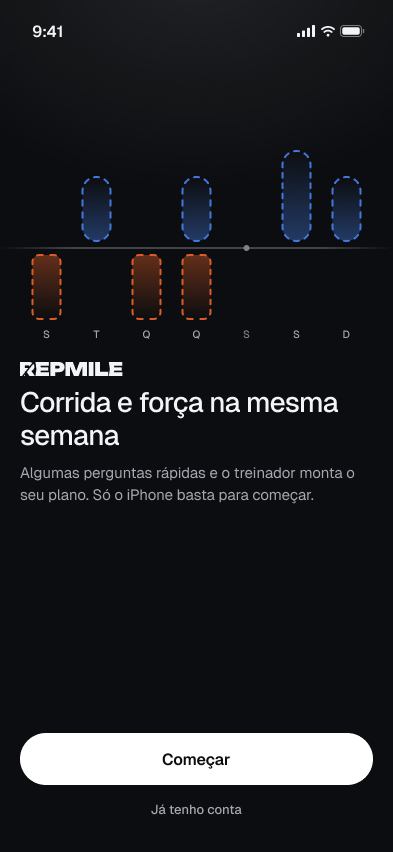 9:41
S T Q Q S S D
REPMILE
Corrida e força na mesma
semana
Algumas perguntas rápidas e o treinador monta o
seu plano. Só o iPhone basta para começar.
Começar
Já tenho conta